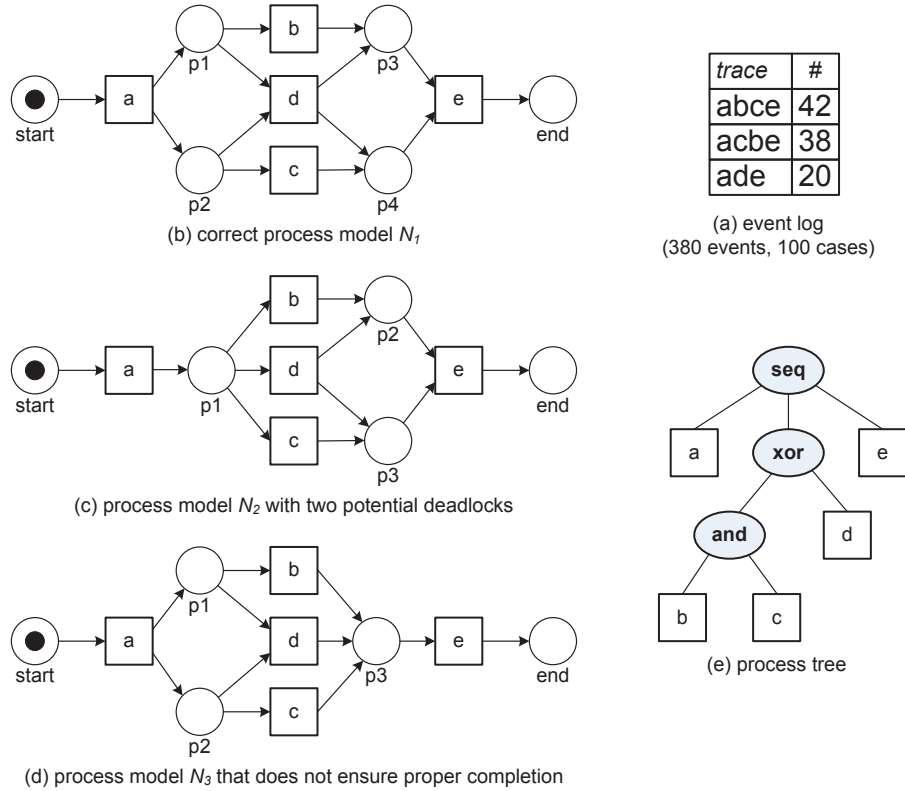 b
p1
p3
a
d
e
start
end
c
p2
p4
(b) correct process model N1
trace #
abce 42
acbe 38
ade 20
(a) event log
(380 events, 100 cases)
b
p2
a
d
e
start
p1
end
c
p3
(c) process model N2 with two potential deadlocks
b
p1
a
d
e
start
p3
end
c
p2
(d) process model N3 that does not ensure proper completion
seq
a
xor
e
and
d
b
c
(e) process tree